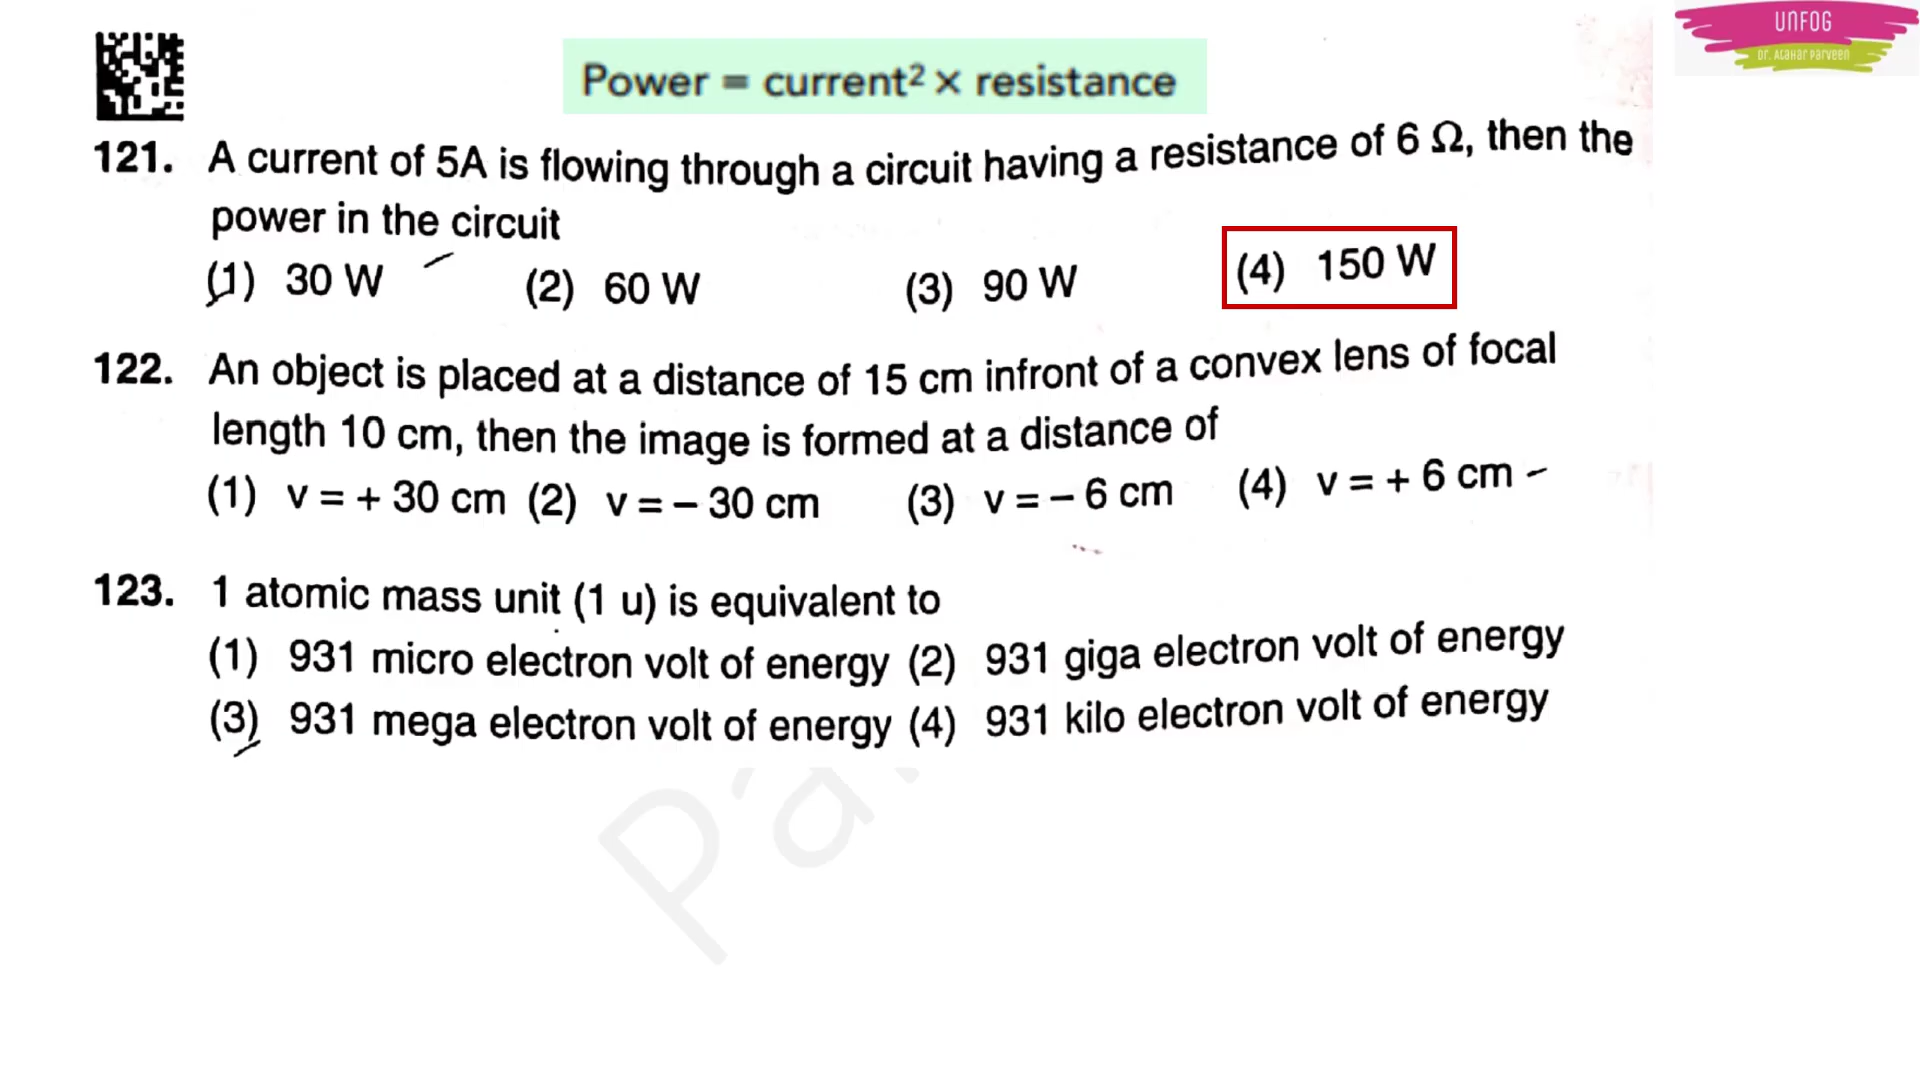 UNFOG
Dr. Atahar Parveen
Power = current² × resistance
121. A current of 5A is flowing through a circuit having a resistance of 6 Ω, then the
power in the circuit
(1) 30 W (2) 60 W (3) 90 W (4) 150 W
122. An object is placed at a distance of 15 cm infront of a convex lens of focal
length 10 cm, then the image is formed at a distance of
(1) v = + 30 cm (2) v = – 30 cm (3) v = – 6 cm (4) v = + 6 cm
123. 1 atomic mass unit (1 u) is equivalent to
(1) 931 micro electron volt of energy (2) 931 giga electron volt of energy
(3) 931 mega electron volt of energy (4) 931 kilo electron volt of energy